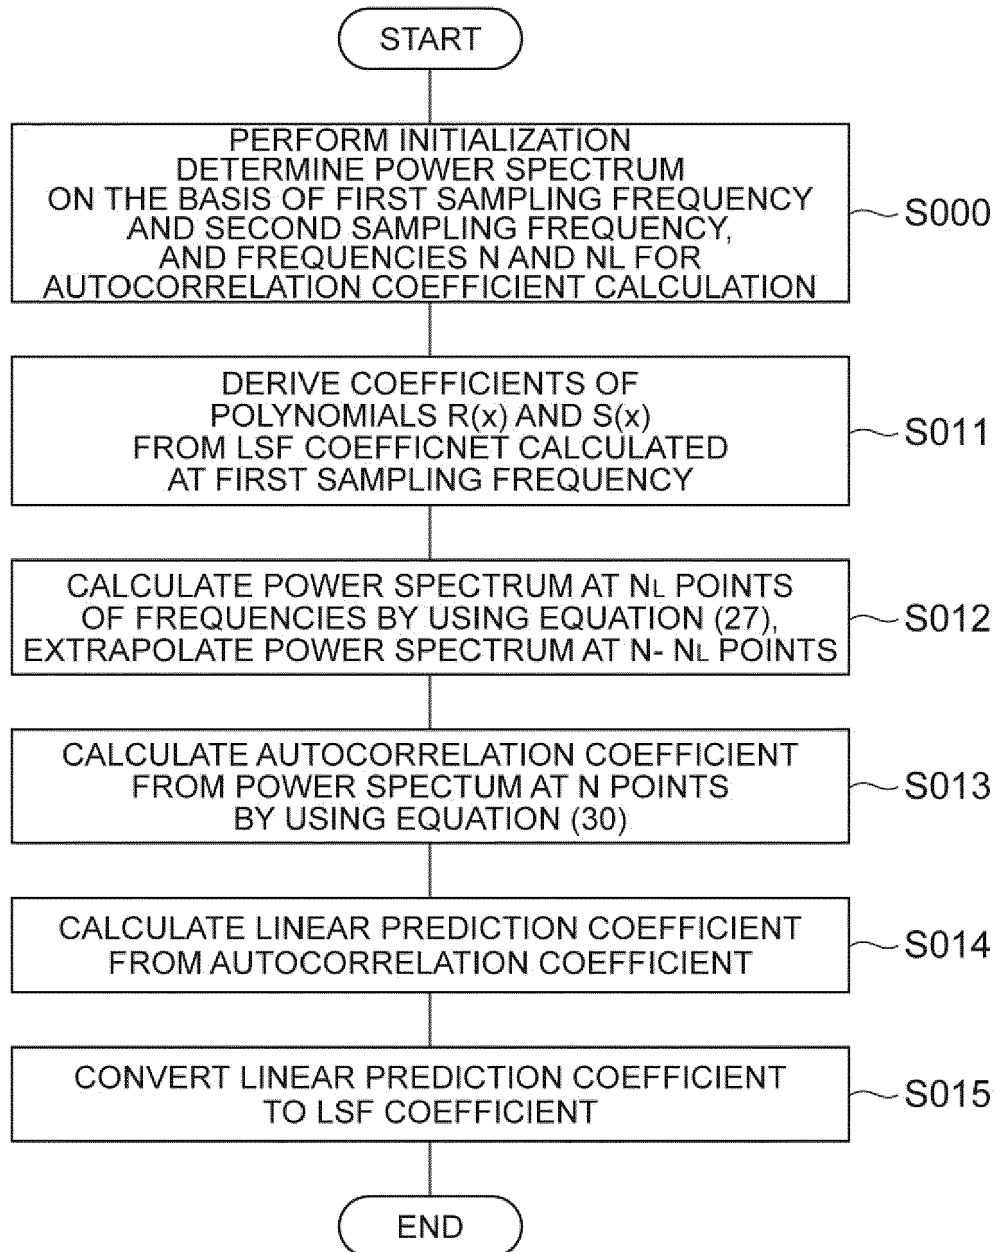 START
PERFORM INITIALIZATION
DETERMINE POWER SPECTRUM
ON THE BASIS OF FIRST SAMPLING FREQUENCY
AND SECOND SAMPLING FREQUENCY,
AND FREQUENCIES N AND NL FOR
AUTOCORRELATION COEFFICIENT CALCULATION
S000
DERIVE COEFFICIENTS OF
POLYNOMIALS R(x) AND S(x)
FROM LSF COEFFICNET CALCULATED
AT FIRST SAMPLING FREQUENCY
S011
CALCULATE POWER SPECTRUM AT NL POINTS
OF FREQUENCIES BY USING EQUATION (27),
EXTRAPOLATE POWER SPECTRUM AT N- NL POINTS
S012
CALCULATE AUTOCORRELATION COEFFICIENT
FROM POWER SPECTUM AT N POINTS
BY USING EQUATION (30)
S013
CALCULATE LINEAR PREDICTION COEFFICIENT
FROM AUTOCORRELATION COEFFICIENT
S014
CONVERT LINEAR PREDICTION COEFFICIENT
TO LSF COEFFICIENT
S015
END